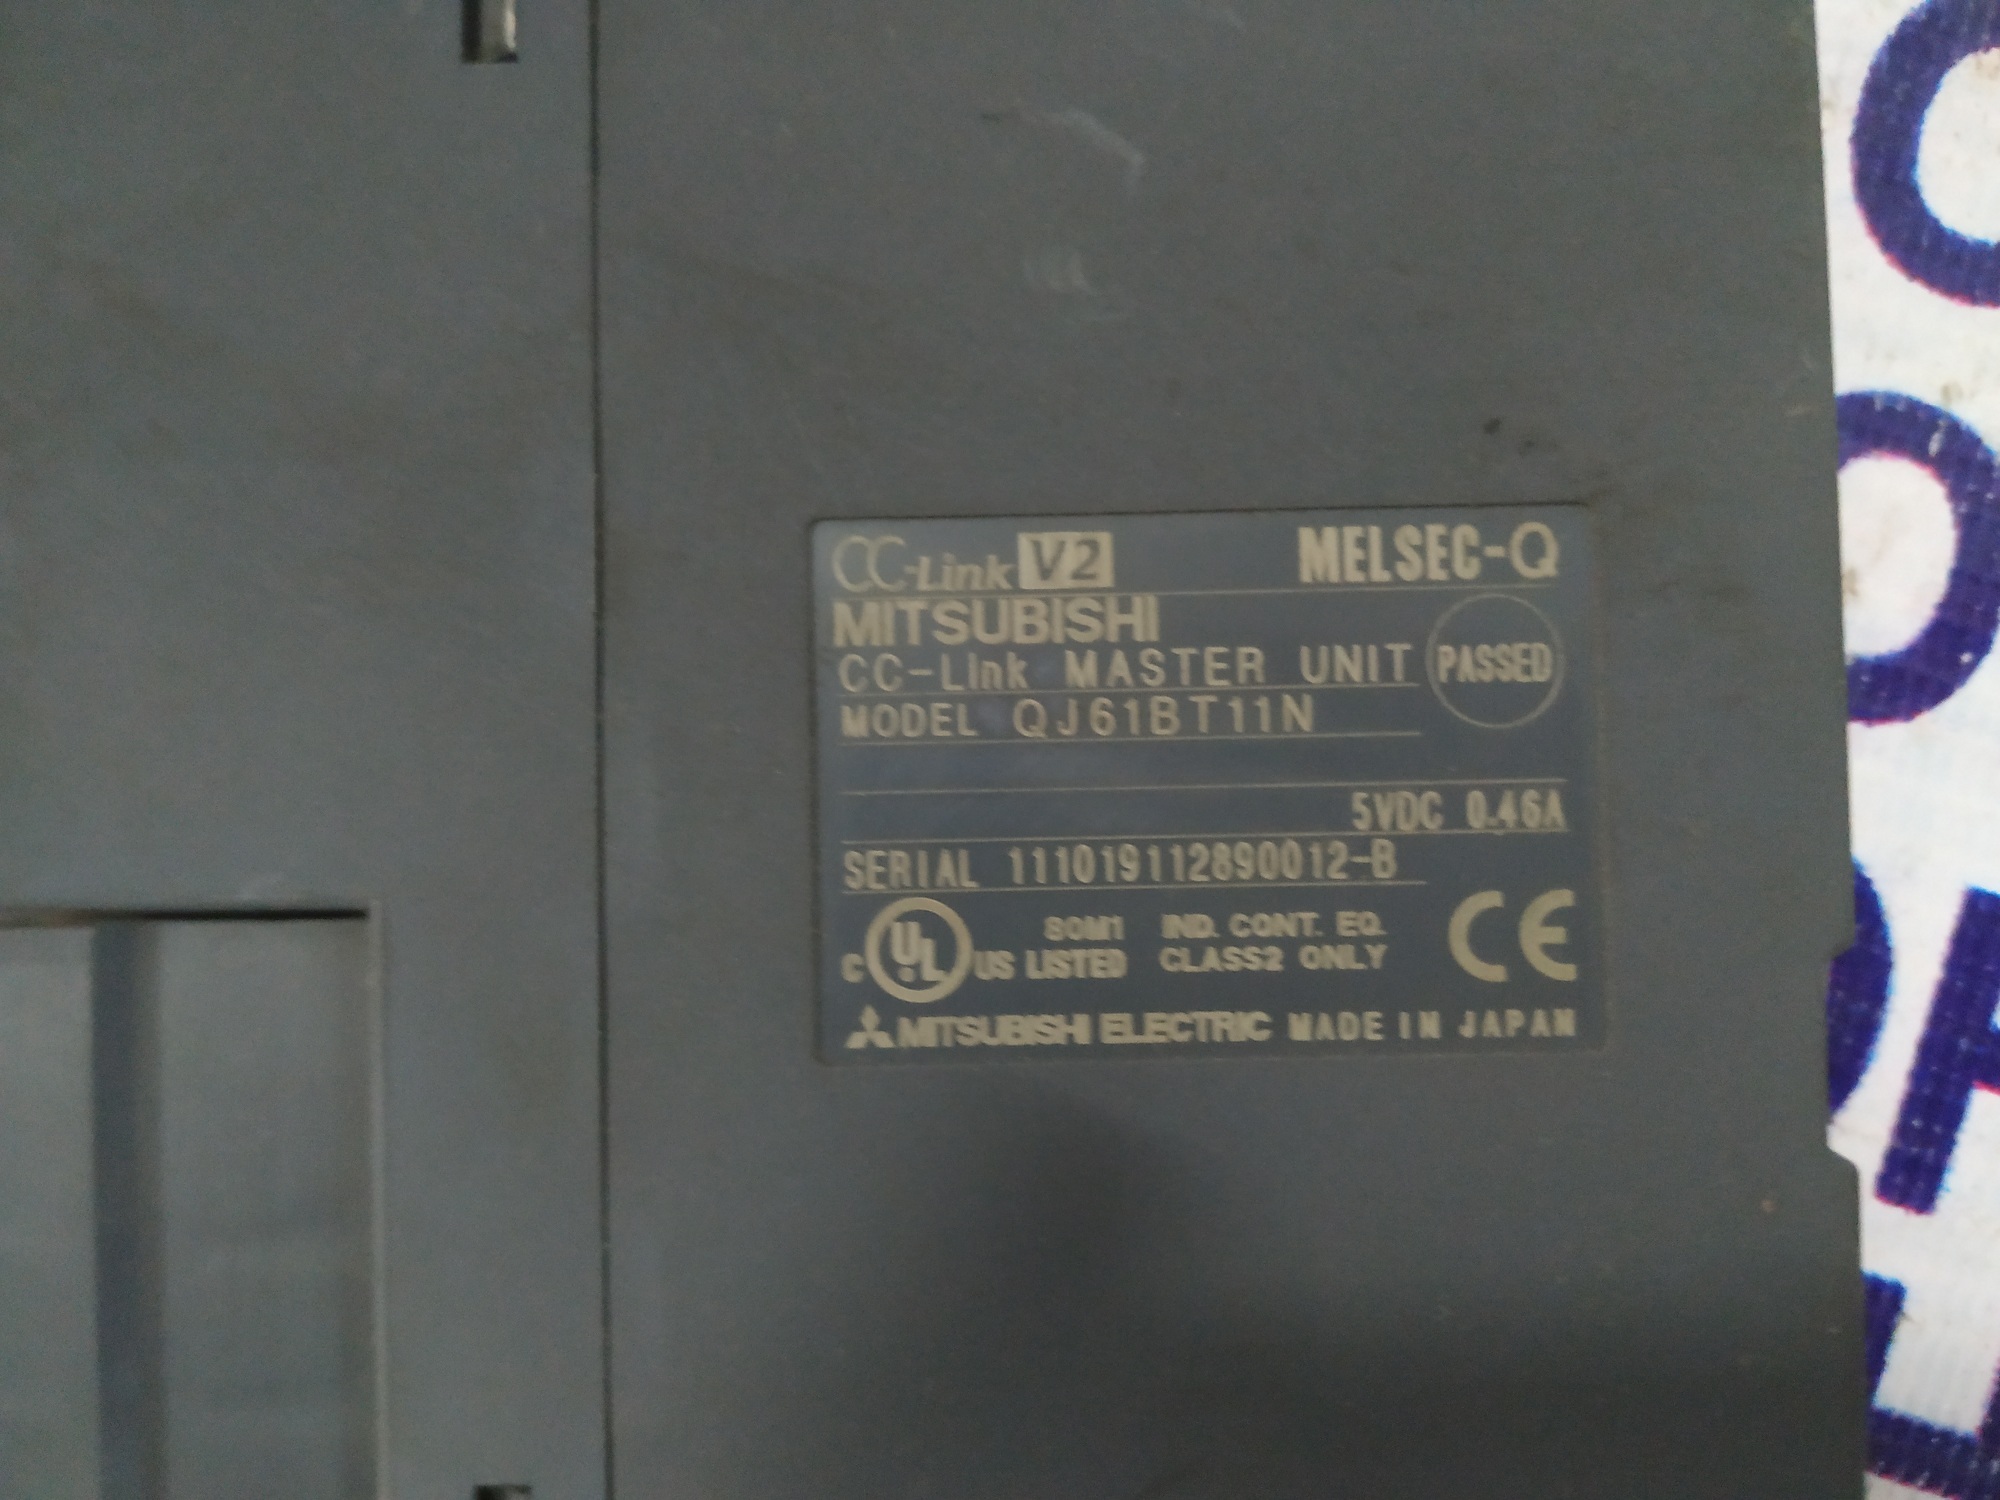 CC-Link V2 MELSEC-Q
MITSUBISHI
CC-Link MASTER UNIT PASSED
MODEL QJ61BT11N
5VDC 0.46A
SERIAL 111019112890012-B
80M1 IND. CONT. EQ.
C UL US LISTED CLASS2 ONLY CE
MITSUBISHI ELECTRIC MADE IN JAPAN